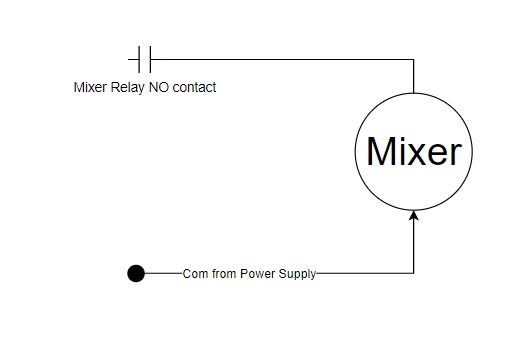 Mixer Relay NO contact
Mixer
Com from Power Supply